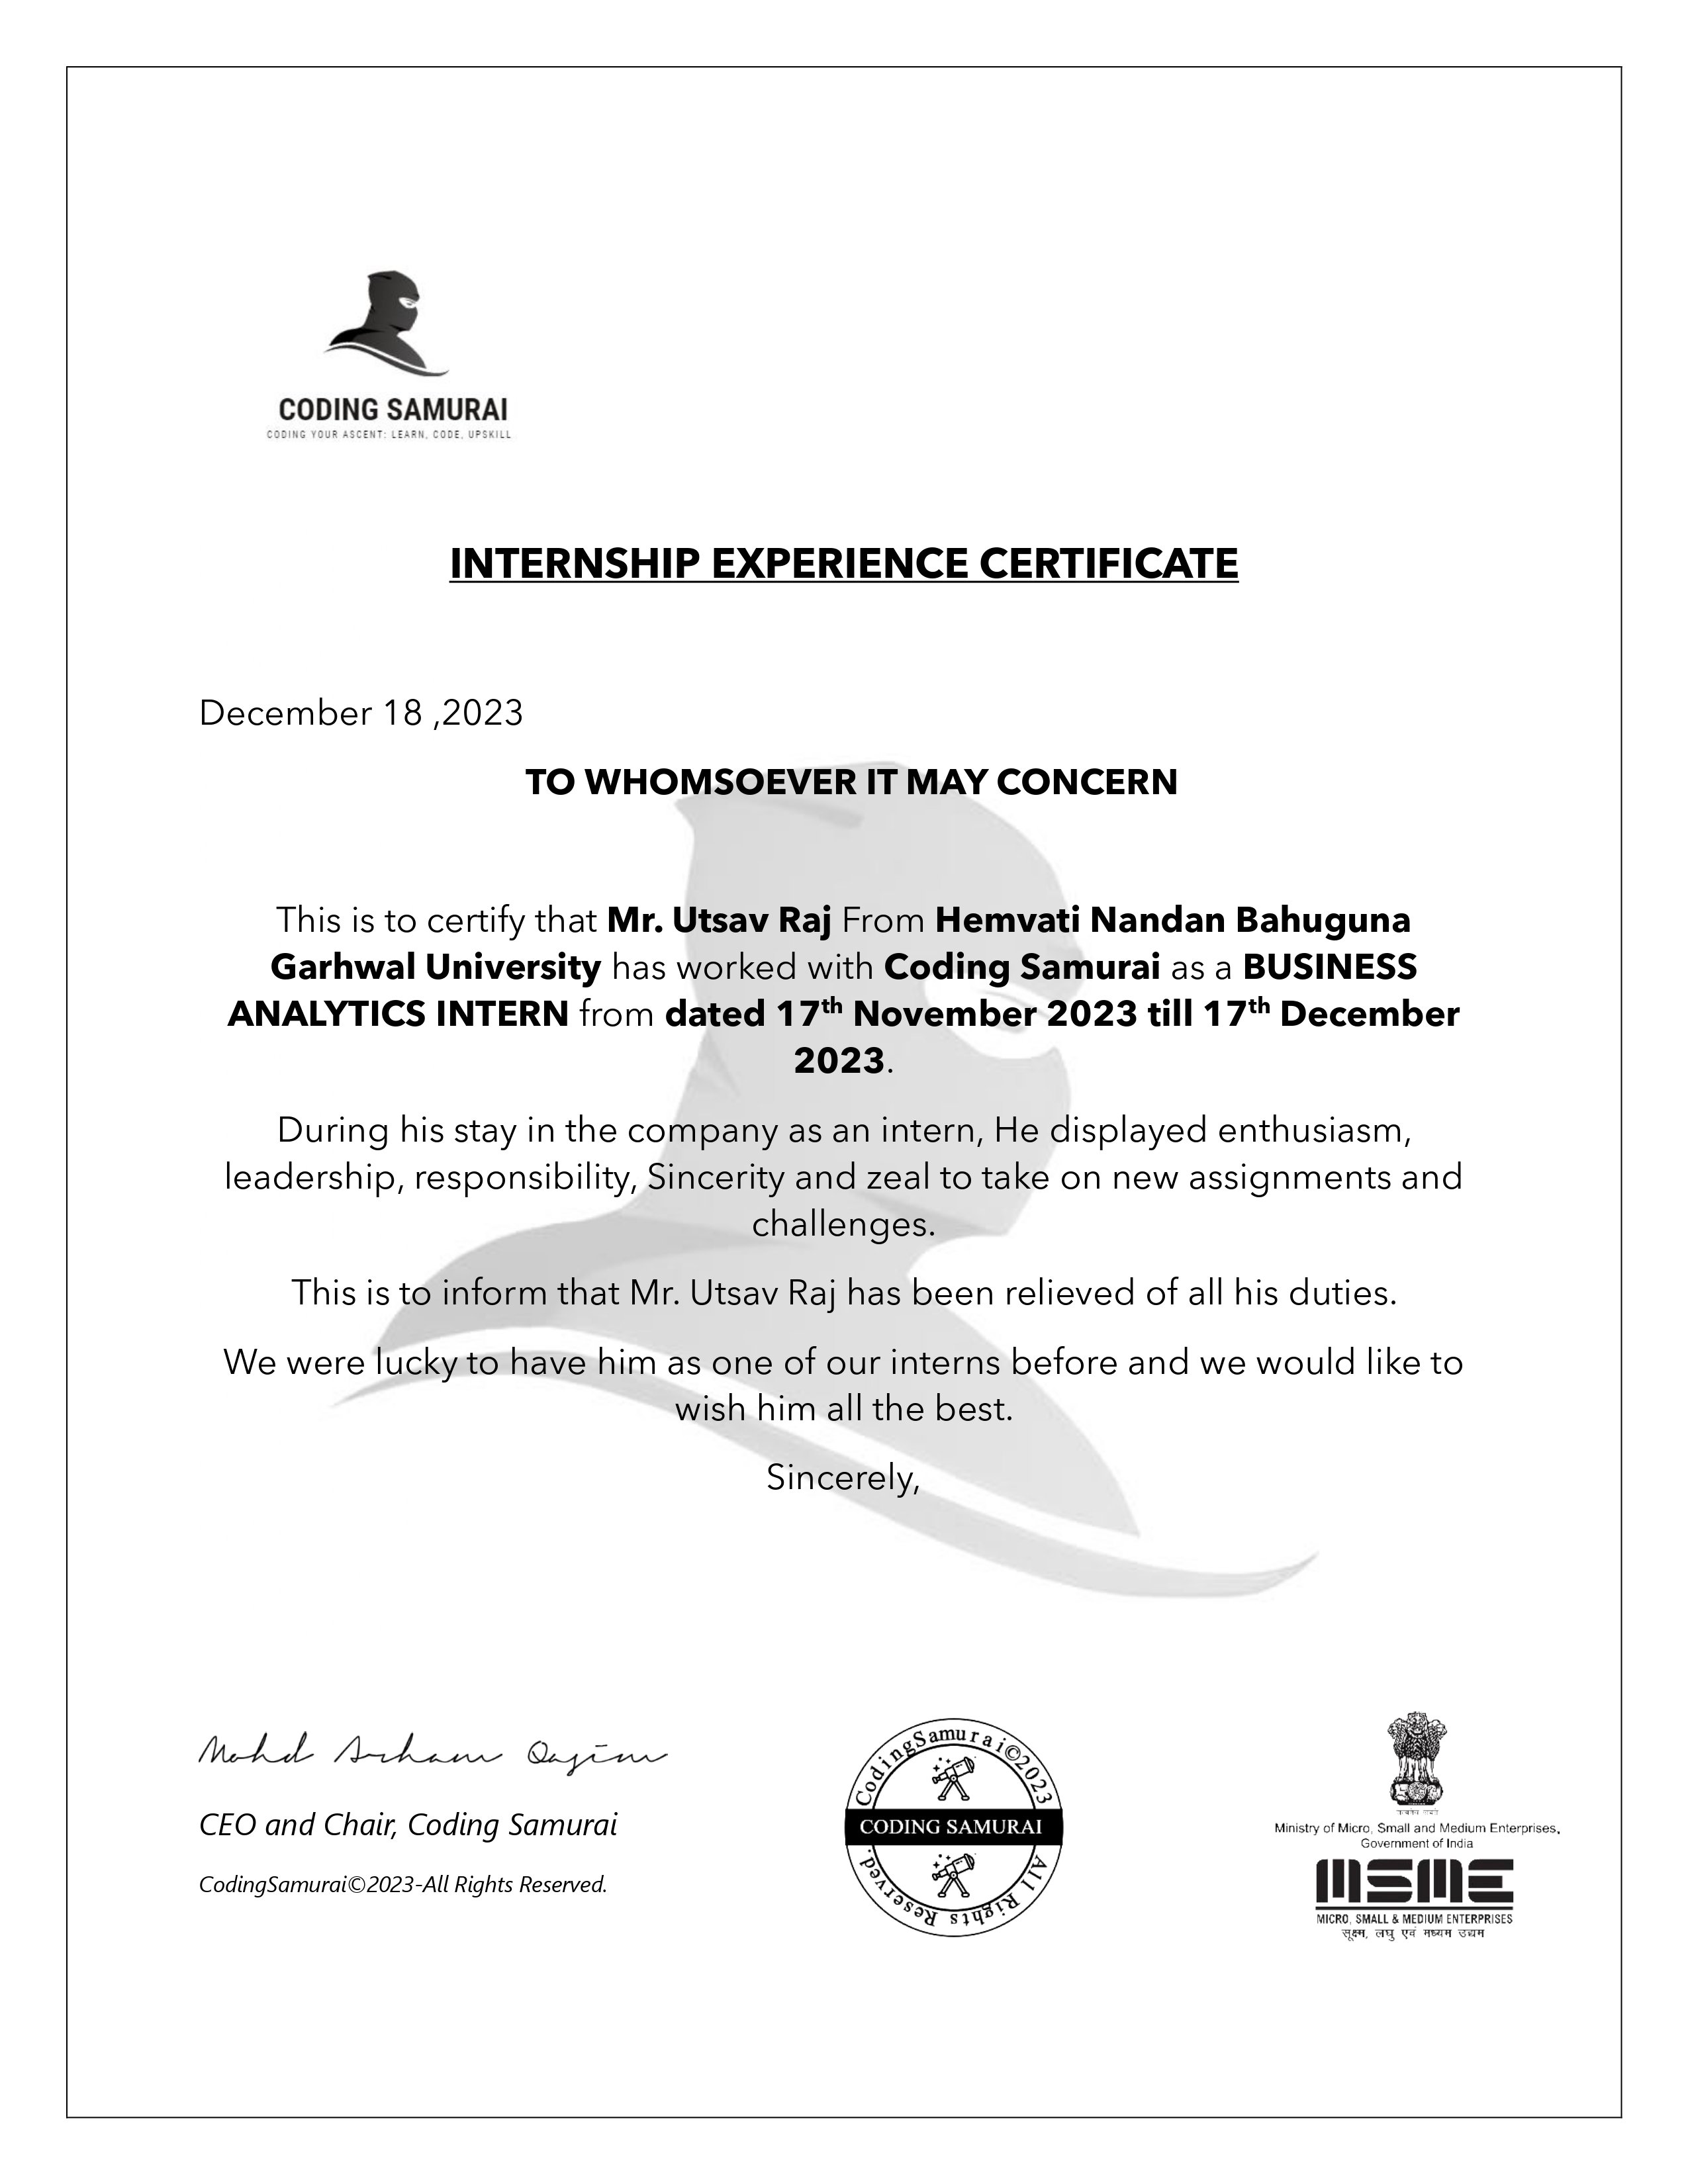 CODING SAMURAI
CODING YOUR ASCENT: LEARN, CODE, UPSKILL
INTERNSHIP EXPERIENCE CERTIFICATE
December 18 ,2023
TO WHOMSOEVER IT MAY CONCERN
This is to certify that Mr. Utsav Raj From Hemvati Nandan Bahuguna
Garhwal University has worked with Coding Samurai as a BUSINESS
ANALYTICS INTERN from dated 17th November 2023 till 17th December
2023.
During his stay in the company as an intern, He displayed enthusiasm,
leadership, responsibility, Sincerity and zeal to take on new assignments and
challenges.
This is to inform that Mr. Utsav Raj has been relieved of all his duties.
We were lucky to have him as one of our interns before and we would like to
wish him all the best.
Sincerely,
Mohd Arham Qazim
CEO and Chair, Coding Samurai
CodingSamurai©2023-All Rights Reserved.
CodingSamurai©2023
CODING SAMURAI
All Rights Reserved.
Ministry of Micro, Small and Medium Enterprises,
Government of India
MSME
MICRO, SMALL & MEDIUM ENTERPRISES
सूक्ष्म, लघु एवं मध्यम उद्यम